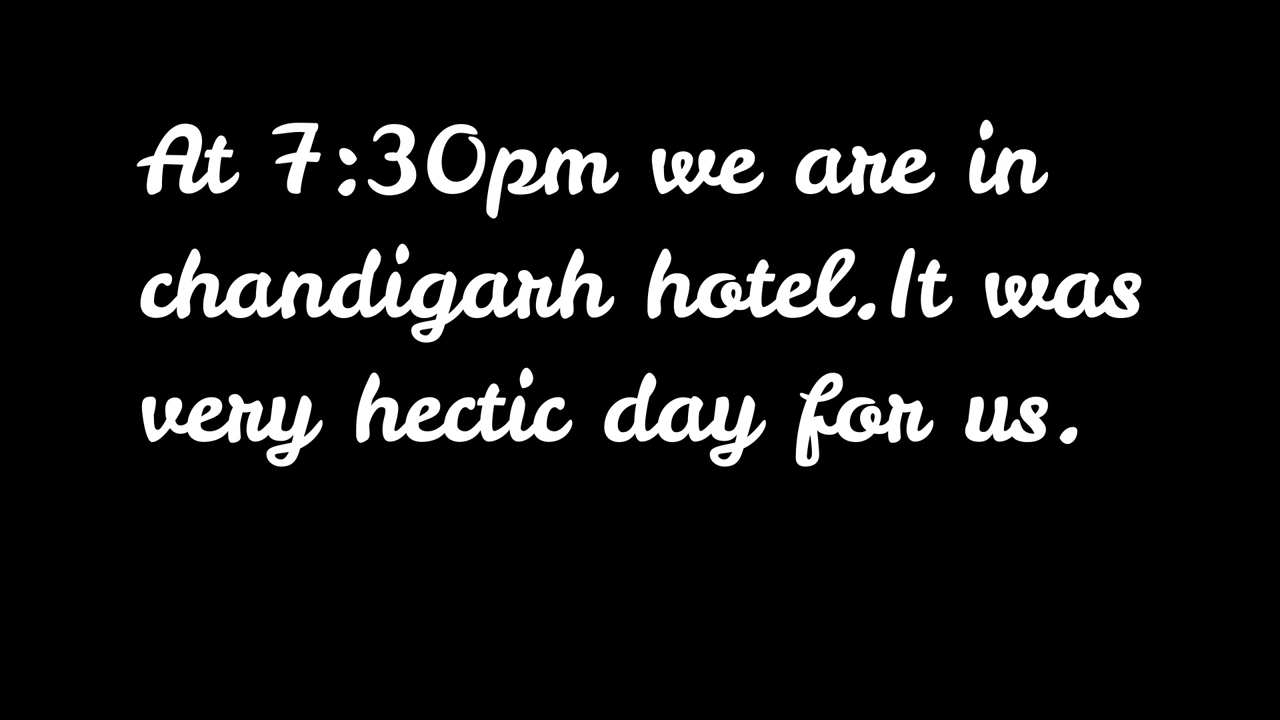 At 7:30pm we are in
chandigarh hotel.It was
very hectic day for us.